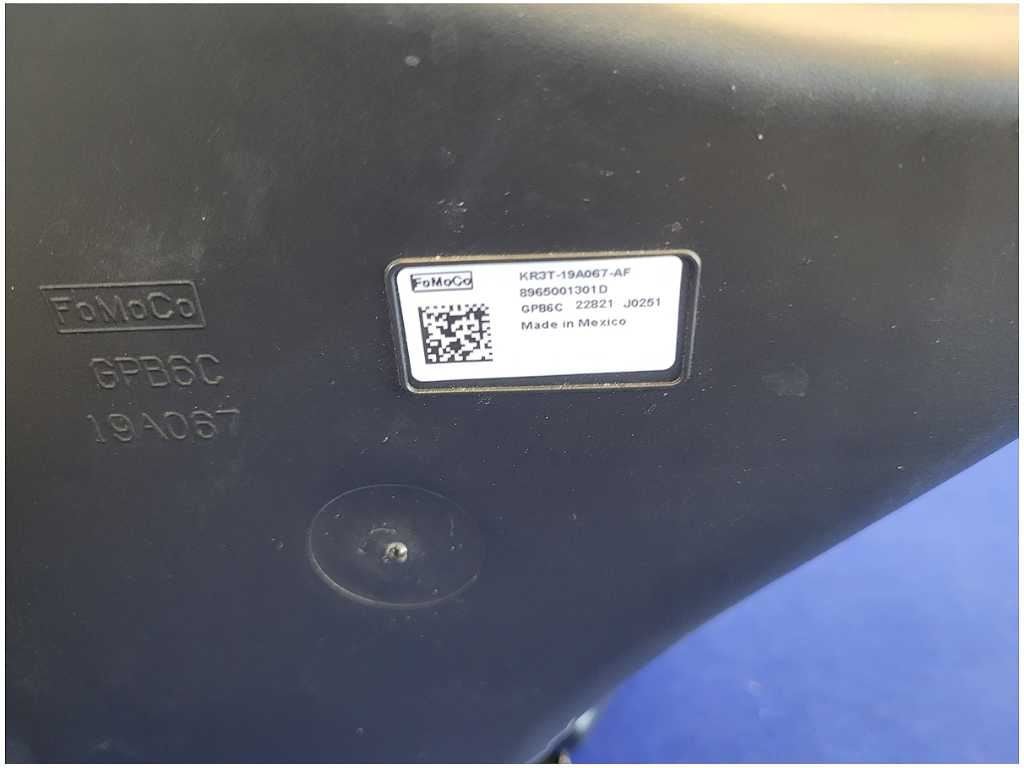 FoMoCo
GPB6C
19A067
FoMoCo
KR3T-19A067-AF
8965001301D
GPB6C 22821 J0251
Made in Mexico